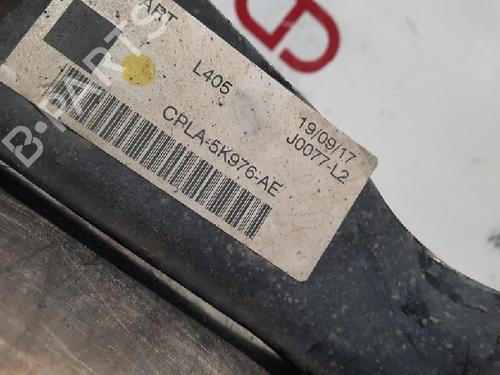 ART
L405
19/09/17
J0077-L2
CPLA-5K976-AE
B-PARTS